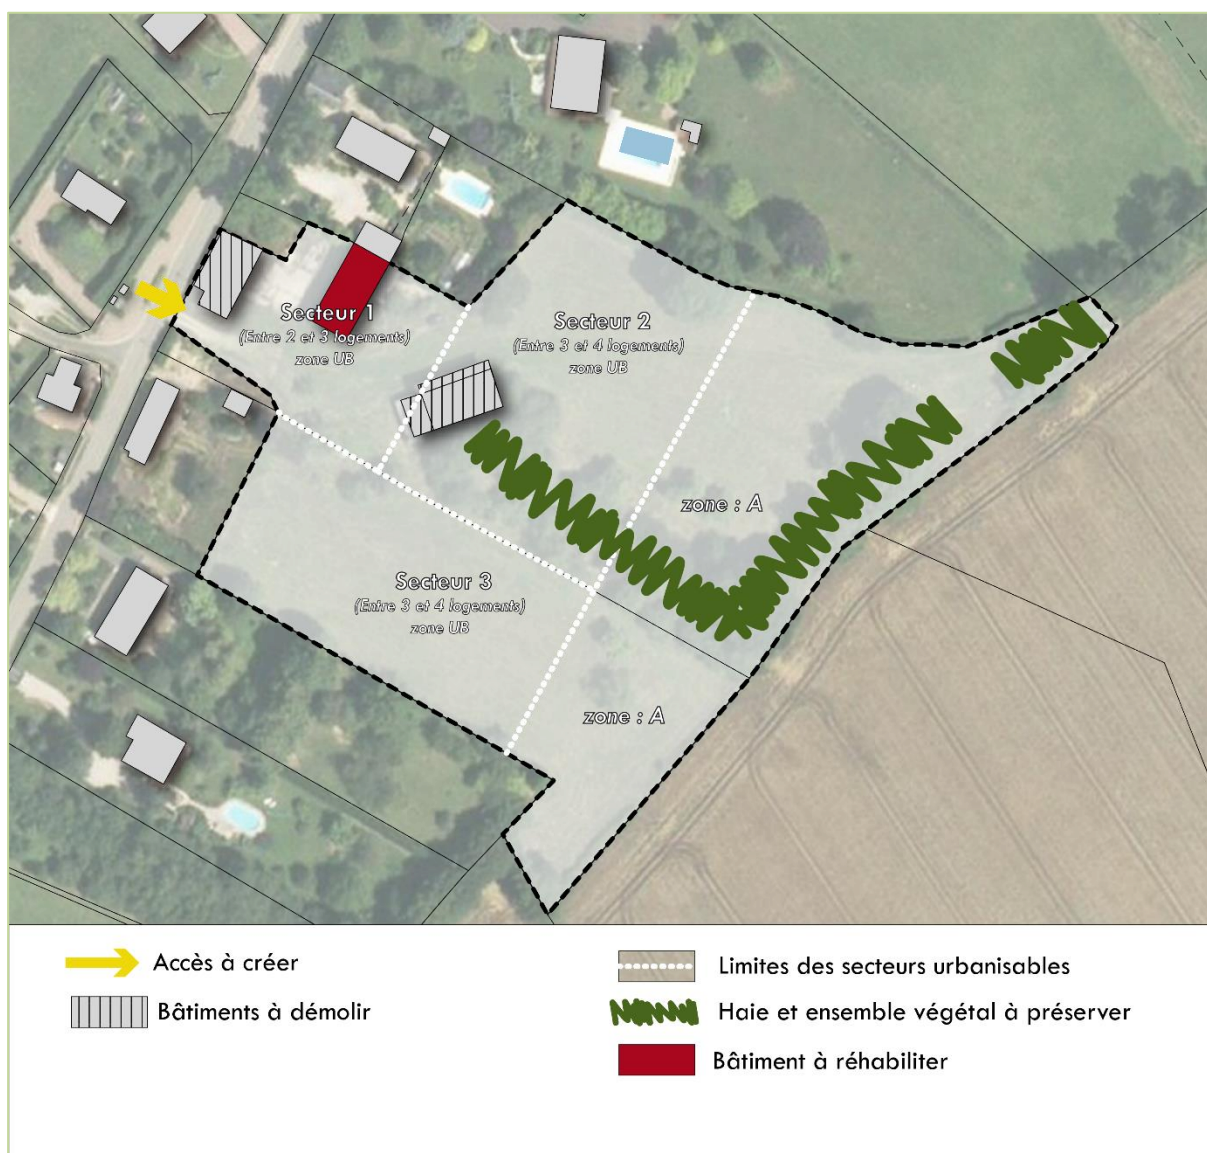 Secteur 1
(Entre 2 et 3 logements)
zone UB
Secteur 2
(Entre 3 et 4 logements)
zone UB
zone : A
Secteur 3
(Entre 3 et 4 logements)
zone UB
zone : A
Accès à créer
Bâtiments à démolir
Limites des secteurs urbanisables
Haie et ensemble végétal à préserver
Bâtiment à réhabiliter